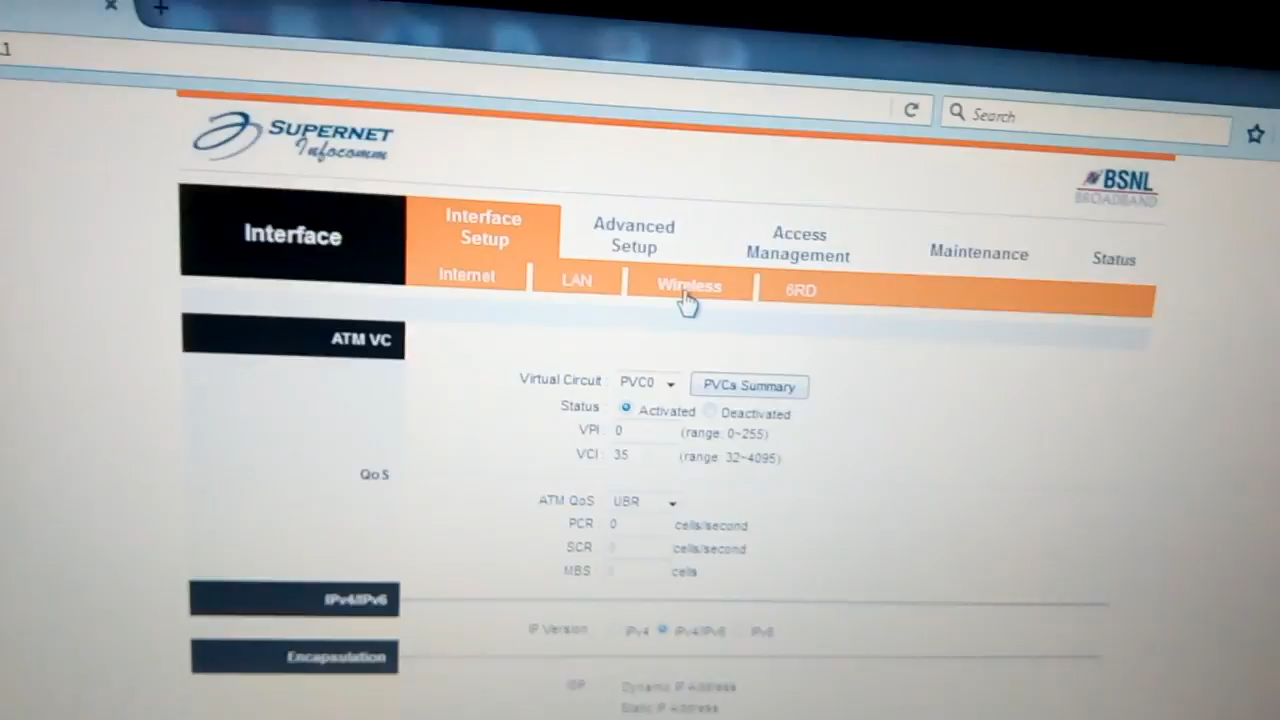 1
Search
SUPERNET
Infocomm
BSNL
BROADBAND
Interface
Interface Setup
Advanced Setup
Access Management
Maintenance
Status
Internet
LAN
Wireless
6RD
ATM VC
Virtual Circuit : PVC0 PVCs Summary
Status : Activated Deactivated
VPI : 0 (range: 0~255)
VCI : 35 (range: 32~4095)
QoS
ATM QoS UBR
PCR 0 cells/second
SCR cells/second
MBS cells
IPv4/IPv6
IP Version IPv4 IPv4/IPv6 IPv6
Encapsulation
ISP Dynamic IP Address
Static IP Address